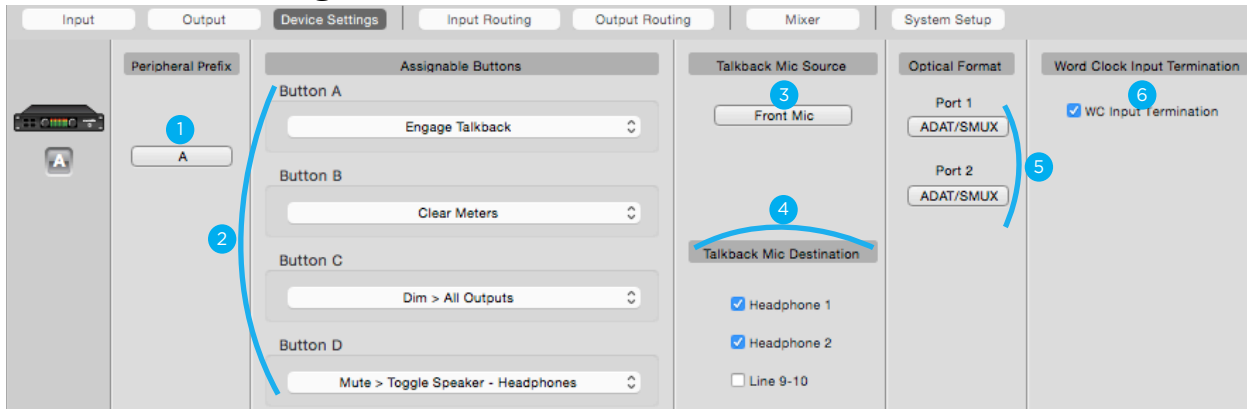 Input Output Device Settings Input Routing Output Routing Mixer System Setup
Peripheral Prefix
1
A
A
Assignable Buttons
Button A
Engage Talkback
Button B
Clear Meters
2
Button C
Dim > All Outputs
Button D
Mute > Toggle Speaker - Headphones
Talkback Mic Source
3
Front Mic
4
Talkback Mic Destination
Headphone 1
Headphone 2
Line 9-10
Optical Format
Port 1
ADAT/SMUX
Port 2
ADAT/SMUX
5
Word Clock Input Termination
6
WC Input Termination